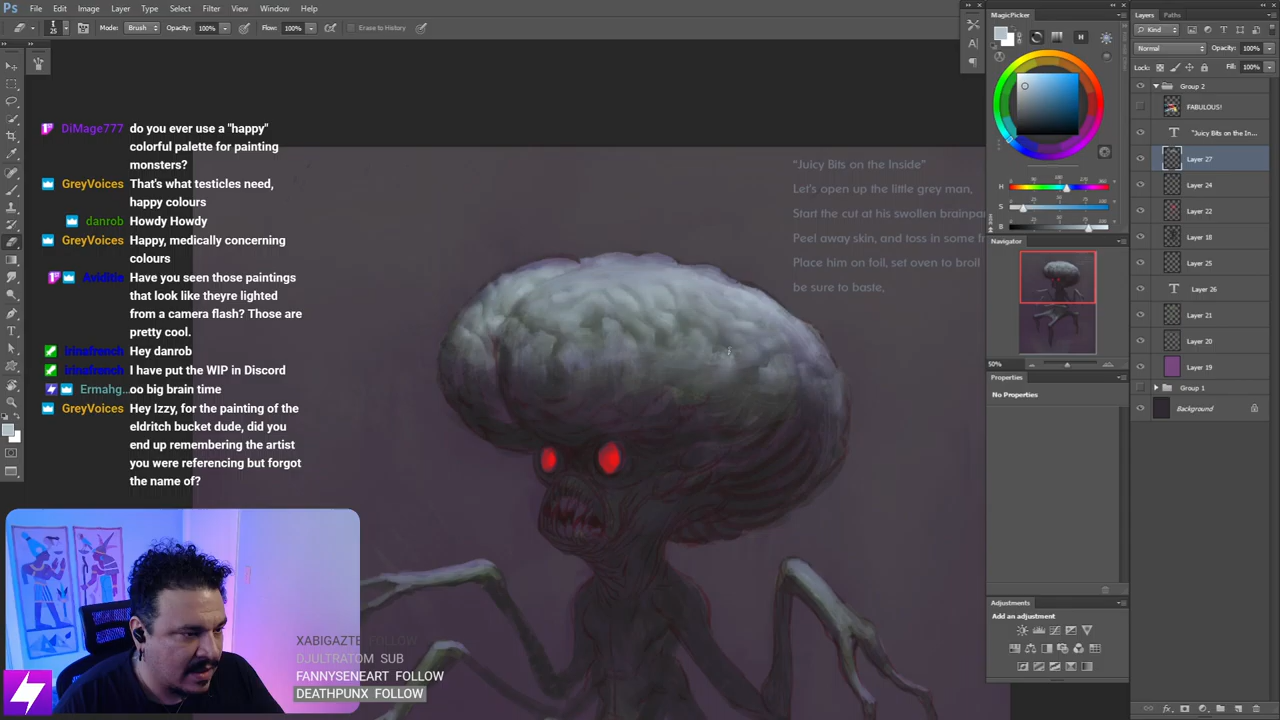 Ps File Edit Image Layer Type Select Filter View Window Help
25 Mode: Brush Opacity: 100% Flow: 100% Erase to History
DiMage777 do you ever use a "happy"
colorful palette for painting
monsters?
GreyVoices That's what testicles need,
happy colours
danrob Howdy Howdy
GreyVoices Happy, medically concerning
colours
Aviditie Have you seen those paintings
that look like theyre lighted
from a camera flash? Those are
pretty cool.
irinafrench Hey danrob
irinafrench I have put the WIP in Discord
Ermahg... oo big brain time
GreyVoices Hey Izzy, for the painting of the
eldritch bucket dude, did you
end up remembering the artist
you were referencing but forgot
the name of?
XABIGAZTE FOLLOW
DJULTRATOM SUB
FANNYSENEART FOLLOW
DEATHPUNX FOLLOW
"Juicy Bits on the Inside"
Let's open up the little grey man,
Start the cut at his swollen brainpa
Peel away skin, and toss in some fr
Place him on foil, set oven to broil
be sure to baste,
MagicPicker
H
H
S
B
Navigator
50%
Properties
No Properties
Adjustments
Add an adjustment
Layers Paths
Kind
Normal Opacity: 100%
Lock: Fill: 100%
Group 2
FABULOUS!
T "Juicy Bits on the In...
Layer 27
Layer 24
Layer 22
Layer 18
Layer 25
T Layer 26
Layer 21
Layer 20
Layer 19
Group 1
Background